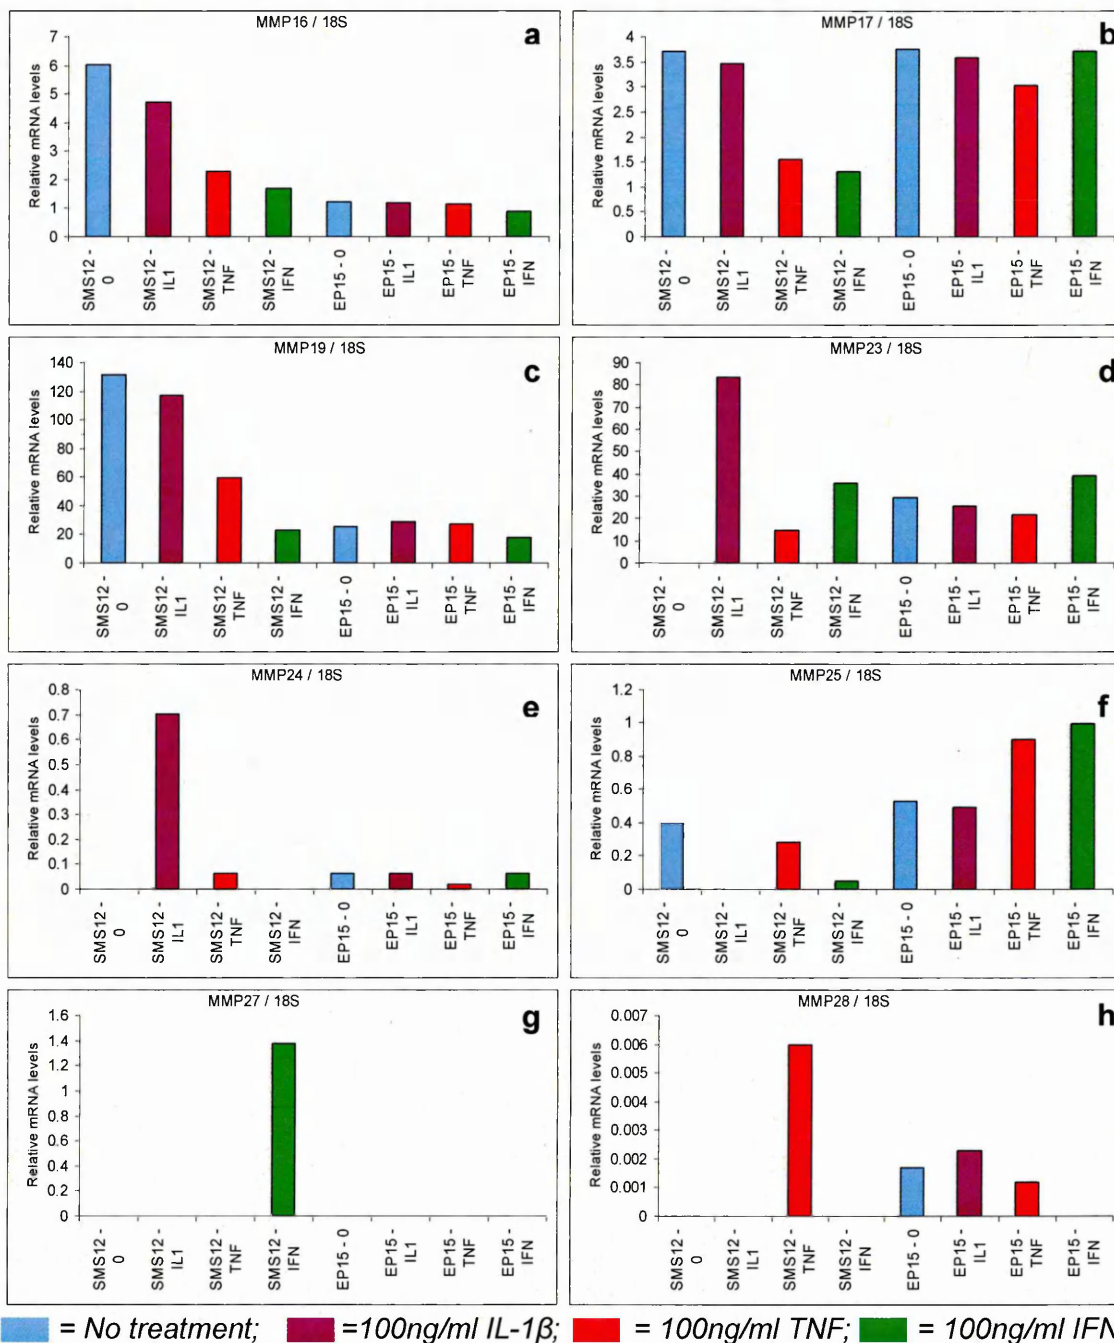 MMP16 / 18S
a
Relative mRNA levels
7
6
5
4
3
2
1
0
SMS12 - 0
SMS12 - IL1
SMS12 - TNF
SMS12 - IFN
EP15 - 0
EP15 - IL1
EP15 - TNF
EP15 - IFN
MMP17 / 18S
b
Relative mRNA levels
4
3.5
3
2.5
2
1.5
1
0.5
0
SMS12 - 0
SMS12 - IL1
SMS12 - TNF
SMS12 - IFN
EP15 - 0
EP15 - IL1
EP15 - TNF
EP15 - IFN
MMP19 / 18S
c
Relative mRNA levels
140
120
100
80
60
40
20
0
SMS12 - 0
SMS12 - IL1
SMS12 - TNF
SMS12 - IFN
EP15 - 0
EP15 - IL1
EP15 - TNF
EP15 - IFN
MMP23 / 18S
d
Relative mRNA levels
90
80
70
60
50
40
30
20
10
0
SMS12 - 0
SMS12 - IL1
SMS12 - TNF
SMS12 - IFN
EP15 - 0
EP15 - IL1
EP15 - TNF
EP15 - IFN
MMP24 / 18S
e
Relative mRNA levels
0.8
0.7
0.6
0.5
0.4
0.3
0.2
0.1
0
SMS12 - 0
SMS12 - IL1
SMS12 - TNF
SMS12 - IFN
EP15 - 0
EP15 - IL1
EP15 - TNF
EP15 - IFN
MMP25 / 18S
f
Relative mRNA levels
1.2
1
0.8
0.6
0.4
0.2
0
SMS12 - 0
SMS12 - IL1
SMS12 - TNF
SMS12 - IFN
EP15 - 0
EP15 - IL1
EP15 - TNF
EP15 - IFN
MMP27 / 18S
g
Relative mRNA levels
1.6
1.4
1.2
1
0.8
0.6
0.4
0.2
0
SMS12 - 0
SMS12 - IL1
SMS12 - TNF
SMS12 - IFN
EP15 - 0
EP15 - IL1
EP15 - TNF
EP15 - IFN
MMP28 / 18S
h
Relative mRNA levels
0.007
0.006
0.005
0.004
0.003
0.002
0.001
0
SMS12 - 0
SMS12 - IL1
SMS12 - TNF
SMS12 - IFN
EP15 - 0
EP15 - IL1
EP15 - TNF
EP15 - IFN
= No treatment; =100ng/ml IL-1β; = 100ng/ml TNF; = 100ng/ml IFN